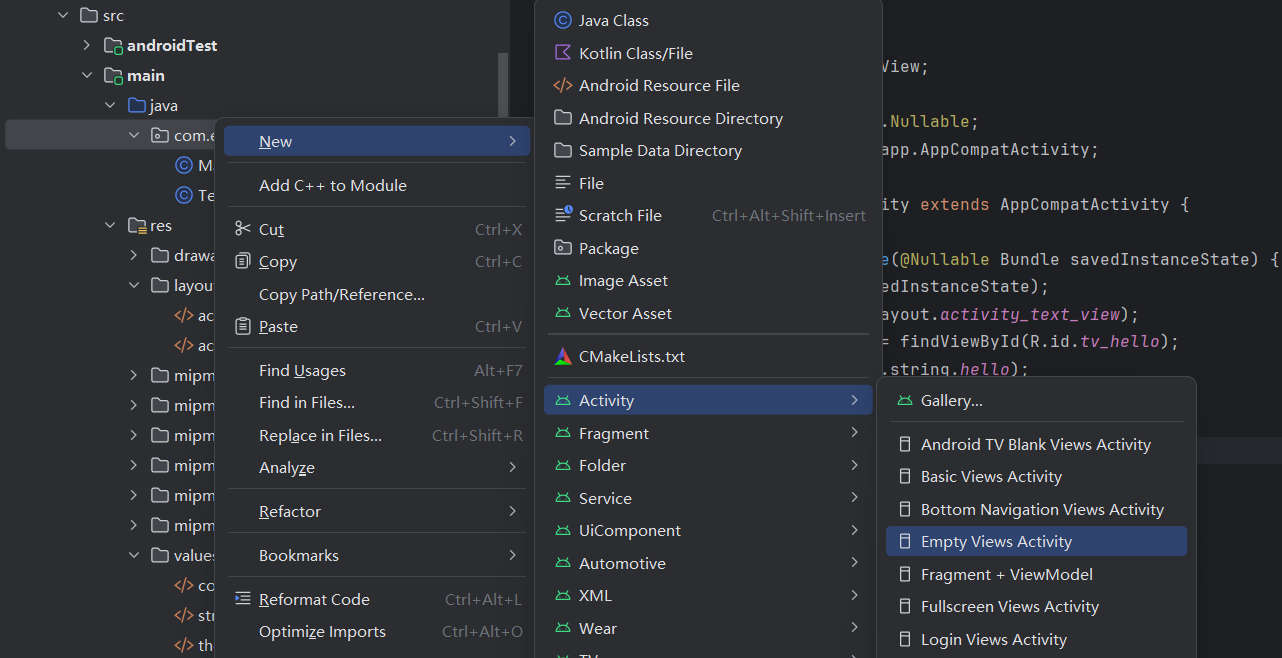 src
androidTest
main
java
com.e
res
drawa
layou
ac
ac
mipm
mipm
mipm
mipm
mipm
mipm
values
co
str
th
New
Add C++ to Module
Cut Ctrl+X
Copy Ctrl+C
Copy Path/Reference...
Paste Ctrl+V
Find Usages Alt+F7
Find in Files... Ctrl+Shift+F
Replace in Files... Ctrl+Shift+R
Analyze
Refactor
Bookmarks
Reformat Code Ctrl+Alt+L
Optimize Imports Ctrl+Alt+O
Java Class
Kotlin Class/File
Android Resource File
Android Resource Directory
Sample Data Directory
File
Scratch File Ctrl+Alt+Shift+Insert
Package
Image Asset
Vector Asset
CMakeLists.txt
Activity
Fragment
Folder
Service
UiComponent
Automotive
XML
Wear
View;
.Nullable;
app.AppCompatActivity;
ity extends AppCompatActivity {
e(@Nullable Bundle savedInstanceState) {
edInstanceState);
ayout.activity_text_view);
= findViewById(R.id.tv_hello);
.string.hello);
Gallery...
Android TV Blank Views Activity
Basic Views Activity
Bottom Navigation Views Activity
Empty Views Activity
Fragment + ViewModel
Fullscreen Views Activity
Login Views Activity